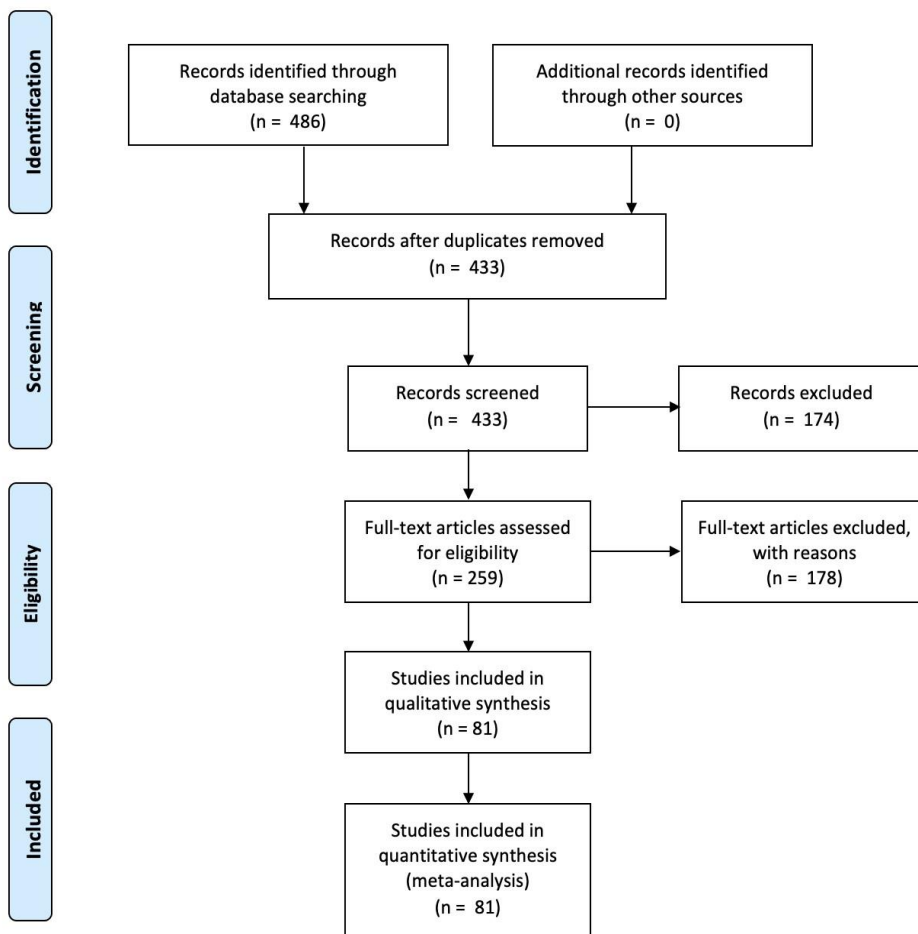 Identification
Records identified through
database searching
(n = 486)
Additional records identified
through other sources
(n = 0)
Records after duplicates removed
(n = 433)
Screening
Records screened
(n = 433)
Records excluded
(n = 174)
Eligibility
Full-text articles assessed
for eligibility
(n = 259)
Full-text articles excluded,
with reasons
(n = 178)
Studies included in
qualitative synthesis
(n = 81)
Included
Studies included in
quantitative synthesis
(meta-analysis)
(n = 81)